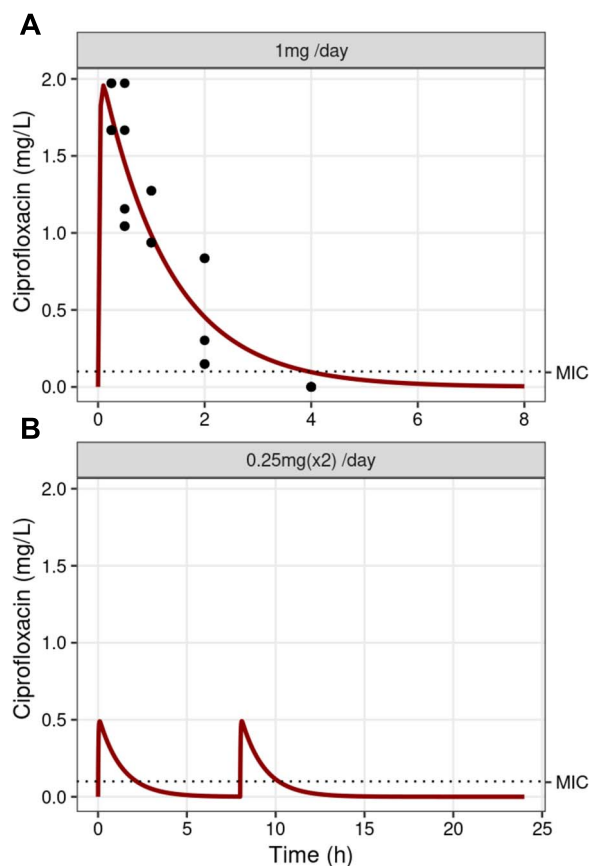 A
1mg /day
Ciprofloxacin (mg/L)
2.0
1.5
1.0
0.5
0.0
MIC
0 2 4 6 8
B
0.25mg(x2) /day
Ciprofloxacin (mg/L)
2.0
1.5
1.0
0.5
0.0
MIC
0 5 10 15 20 25
Time (h)